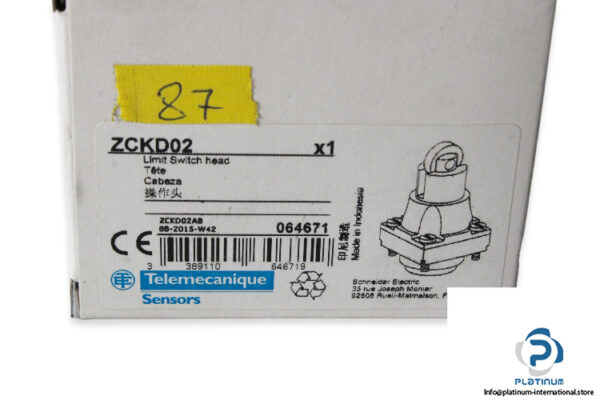 87
ZCKD02 x1
Limit Switch head
Tête
Cabeza
操作头
ZCKD02AB
88-2015-W42 064671
印尼制造
Made in Indonesia
CE
3 389110 646719
Telemecanique
Sensors
Schneider Electric
35 rue Joseph Monier
92506 Rueil-Malmaison, F
PLATINUM
Info@platinum-international.store